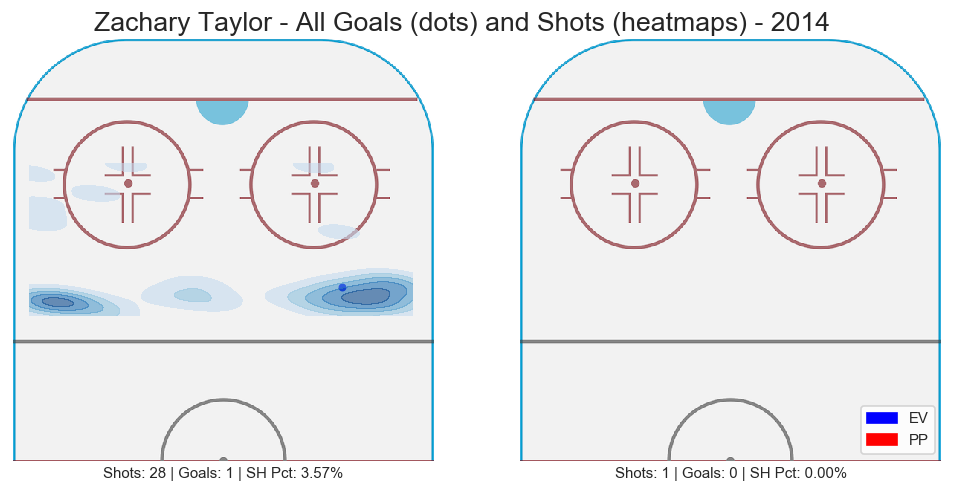 Zachary Taylor - All Goals (dots) and Shots (heatmaps) - 2014
EV
PP
Shots: 28 | Goals: 1 | SH Pct: 3.57%
Shots: 1 | Goals: 0 | SH Pct: 0.00%